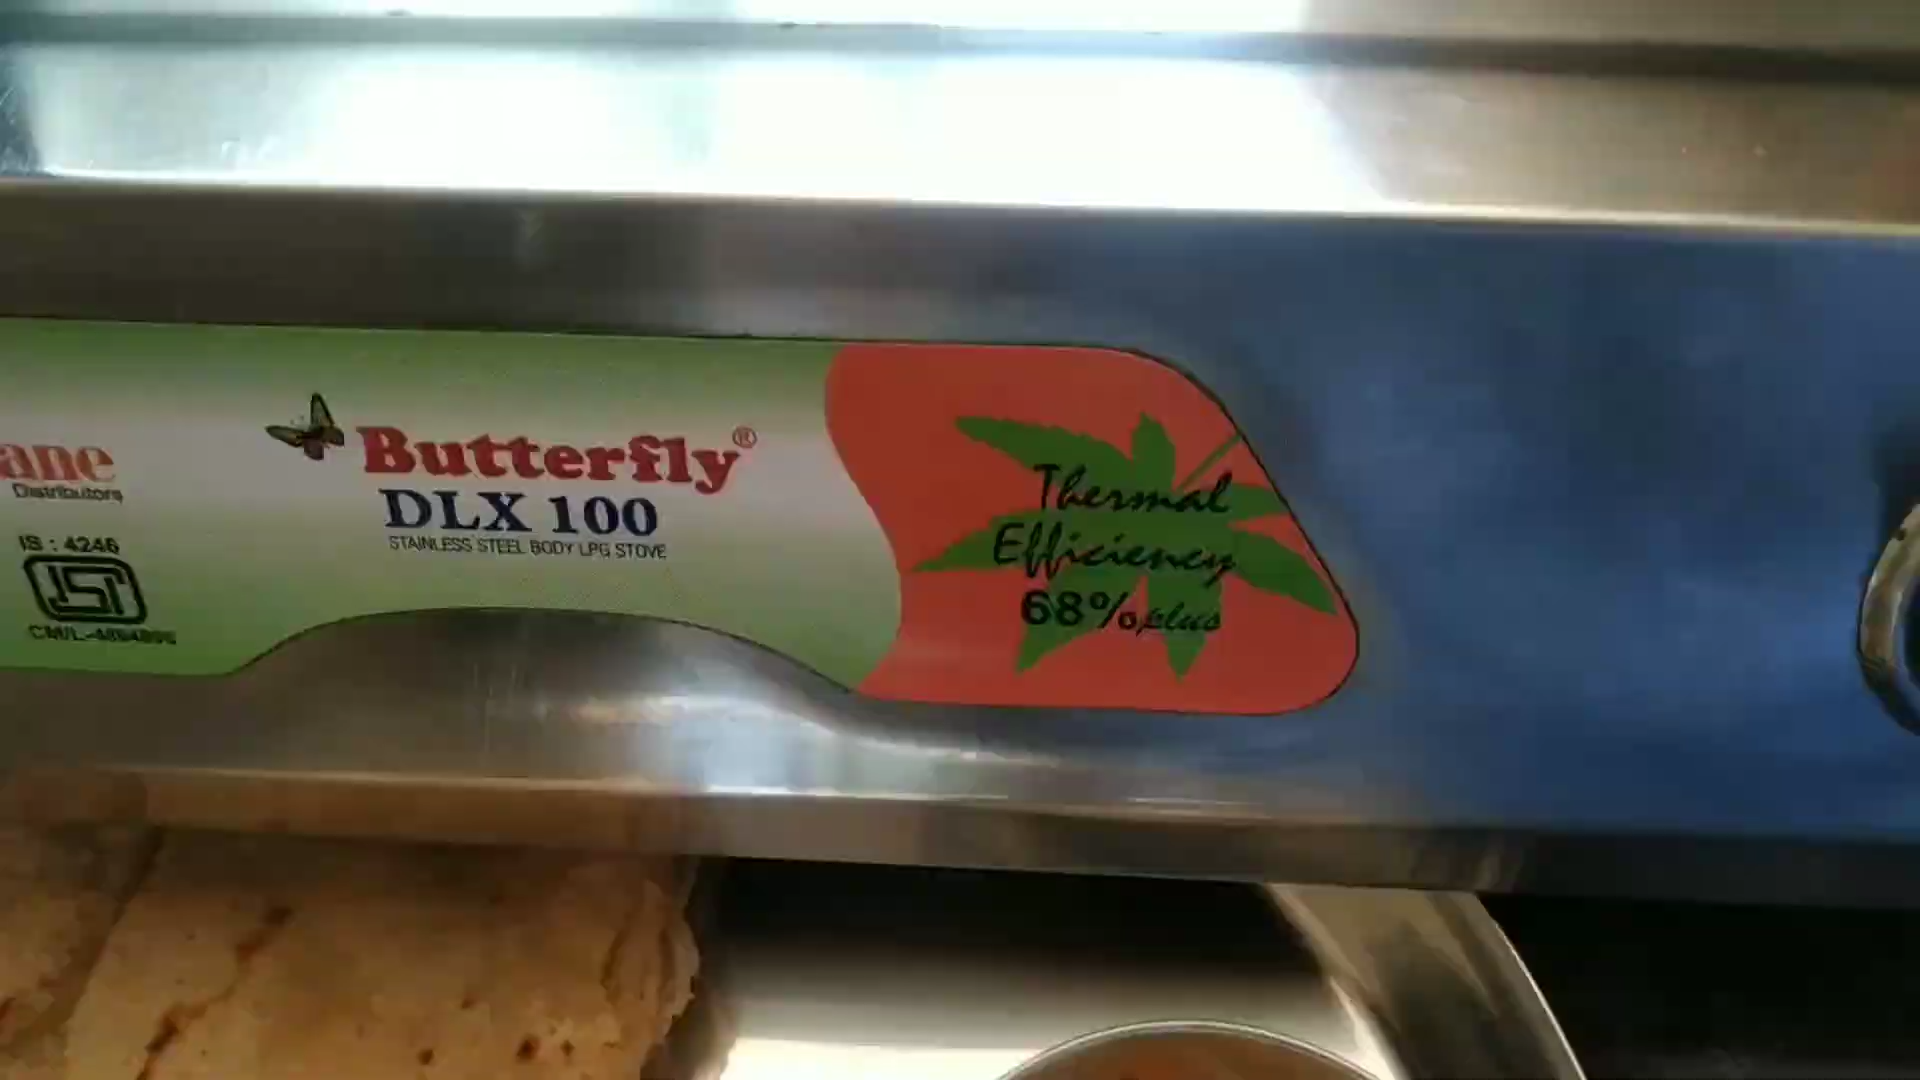 ane
Distributors
IS : 4246
ISI
Butterfly®
DLX 100
STAINLESS STEEL BODY LPG STOVE
Thermal
Efficiency
68% plus